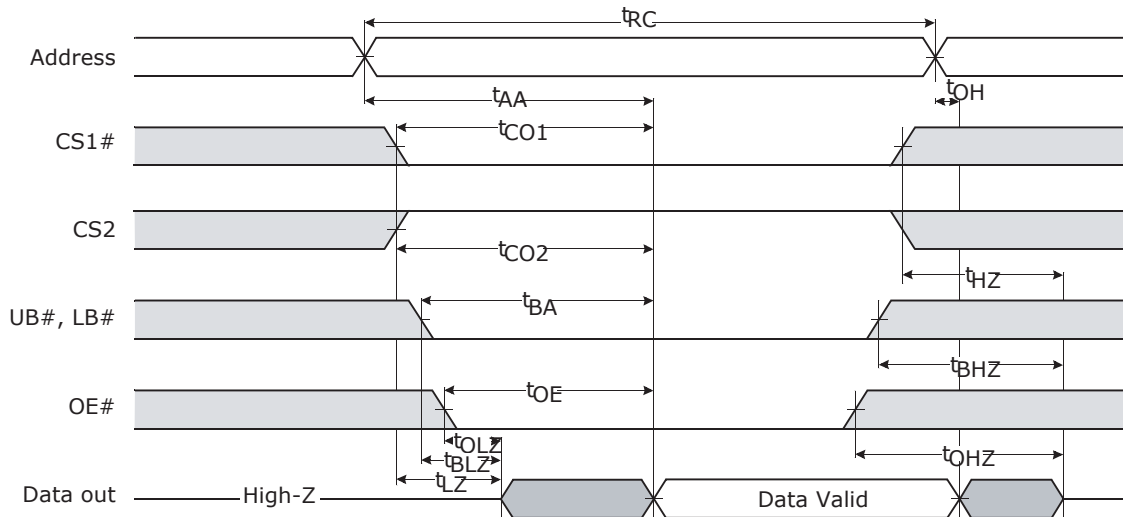 tRC
Address
tAA
tOH
CS1#
tCO1
CS2
tCO2
tHZ
UB#, LB#
tBA
tBHZ
OE#
tOE
tOLZ
tBLZ
tOHZ
tLZ
Data out
High-Z
Data Valid